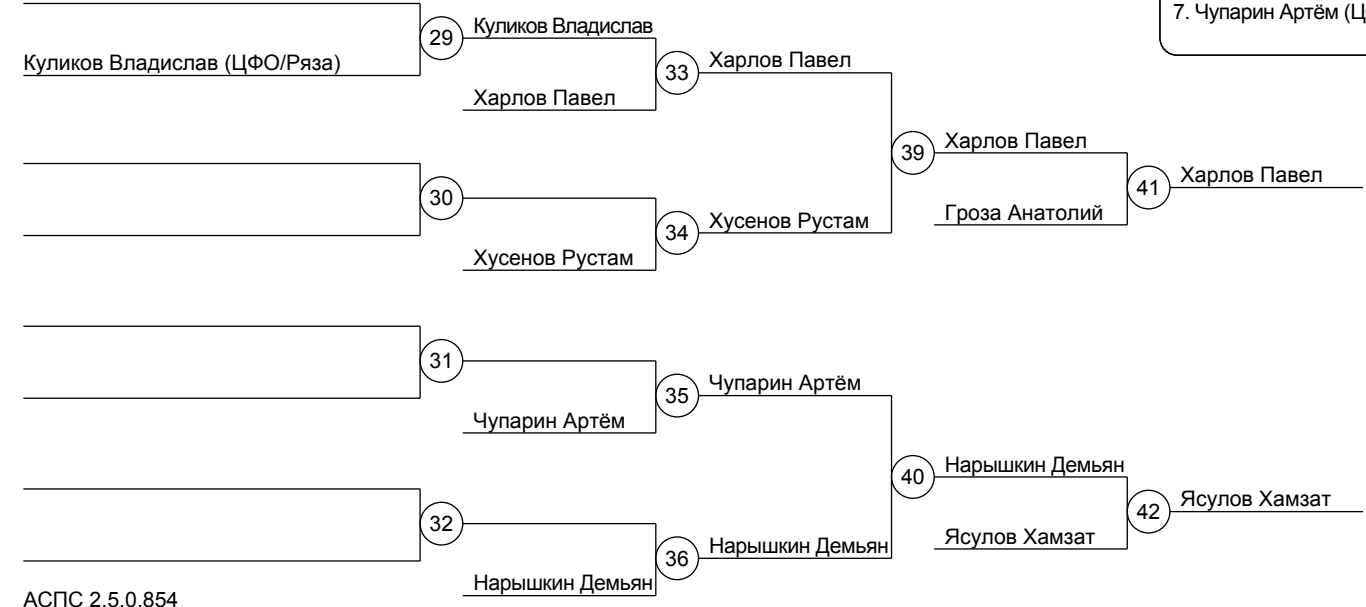 7. Чупарин Артём (Ц
Куликов Владислав (ЦФО/Ряза)
29
Куликов Владислав
Харлов Павел
33
Харлов Павел
30
Хусенов Рустам
34
Хусенов Рустам
39
Харлов Павел
Гроза Анатолий
41
Харлов Павел
31
Чупарин Артём
35
Чупарин Артём
32
Нарышкин Демьян
36
Нарышкин Демьян
40
Нарышкин Демьян
Ясулов Хамзат
42
Ясулов Хамзат
АСПС 2.5.0.854